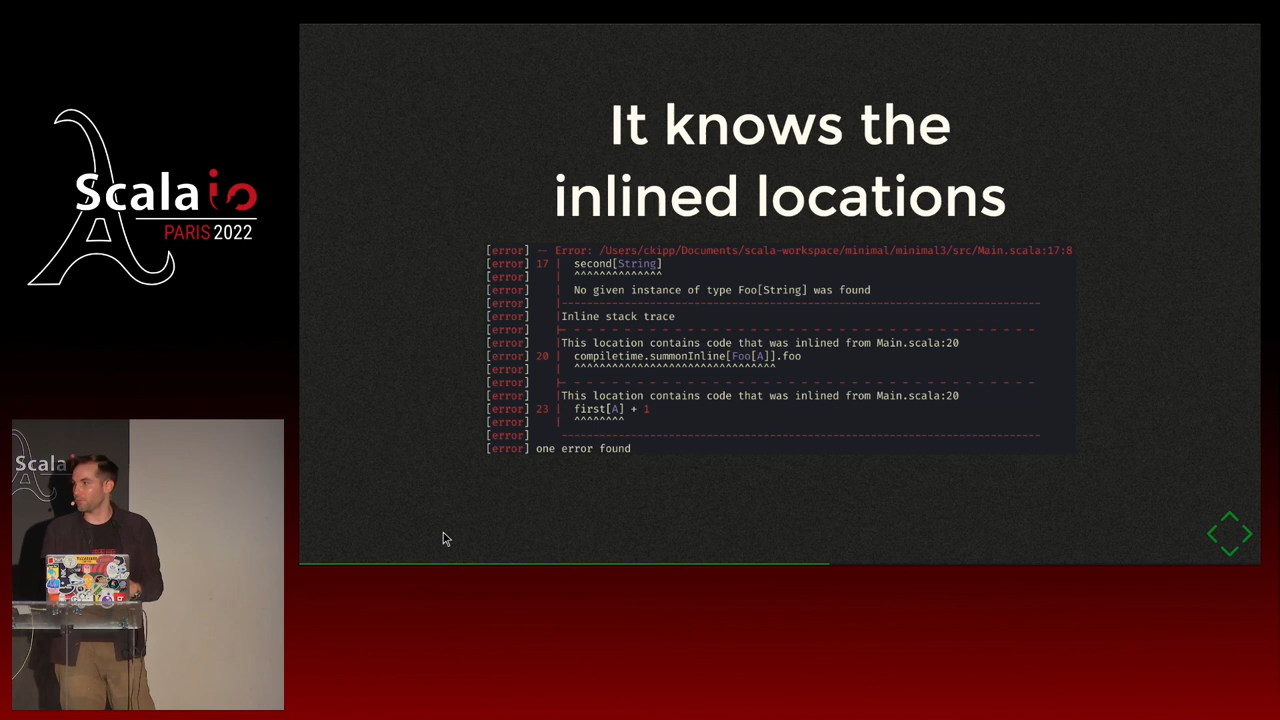 Scala io
PARIS 2022
It knows the
inlined locations
[error] -- Error: /Users/ckipp/Documents/scala-workspace/minimal/minimal3/src/Main.scala:17:8
[error] 17 |  second[String]
[error]    |  ^^^^^^^^^^^^^^
[error]    |  No given instance of type Foo[String] was found
[error]    |---------------------------------------------------------------------------
[error]    |Inline stack trace
[error]    |- - - - - - - - - - - - - - - - - - - - - - - - - - - - - - - - - - - - - -
[error]    |This location contains code that was inlined from Main.scala:20
[error] 20 |  compiletime.summonInline[Foo[A]].foo
[error]    |  ^^^^^^^^^^^^^^^^^^^^^^^^^^^^^^^^
[error]    |- - - - - - - - - - - - - - - - - - - - - - - - - - - - - - - - - - - - - -
[error]    |This location contains code that was inlined from Main.scala:20
[error] 23 |  first[A] + 1
[error]    |  ^^^^^^^^
[error]     ---------------------------------------------------------------------------
[error] one error found
Scala